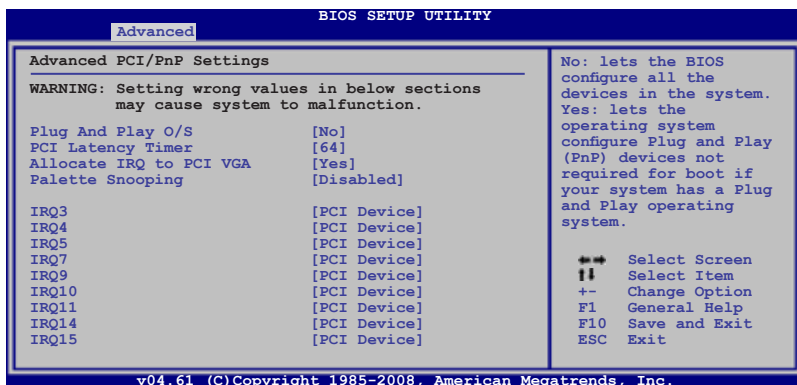 BIOS SETUP UTILITY
Advanced
Advanced PCI/PnP Settings
WARNING: Setting wrong values in below sections
may cause system to malfunction.
Plug And Play O/S [No]
PCI Latency Timer [64]
Allocate IRQ to PCI VGA [Yes]
Palette Snooping [Disabled]
IRQ3 [PCI Device]
IRQ4 [PCI Device]
IRQ5 [PCI Device]
IRQ7 [PCI Device]
IRQ9 [PCI Device]
IRQ10 [PCI Device]
IRQ11 [PCI Device]
IRQ14 [PCI Device]
IRQ15 [PCI Device]
No: lets the BIOS
configure all the
devices in the system.
Yes: lets the
operating system
configure Plug and Play
(PnP) devices not
required for boot if
your system has a Plug
and Play operating
system.
←→ Select Screen
↑↓ Select Item
+- Change Option
F1 General Help
F10 Save and Exit
ESC Exit
v04.61 (C)Copyright 1985-2008, American Megatrends, Inc.